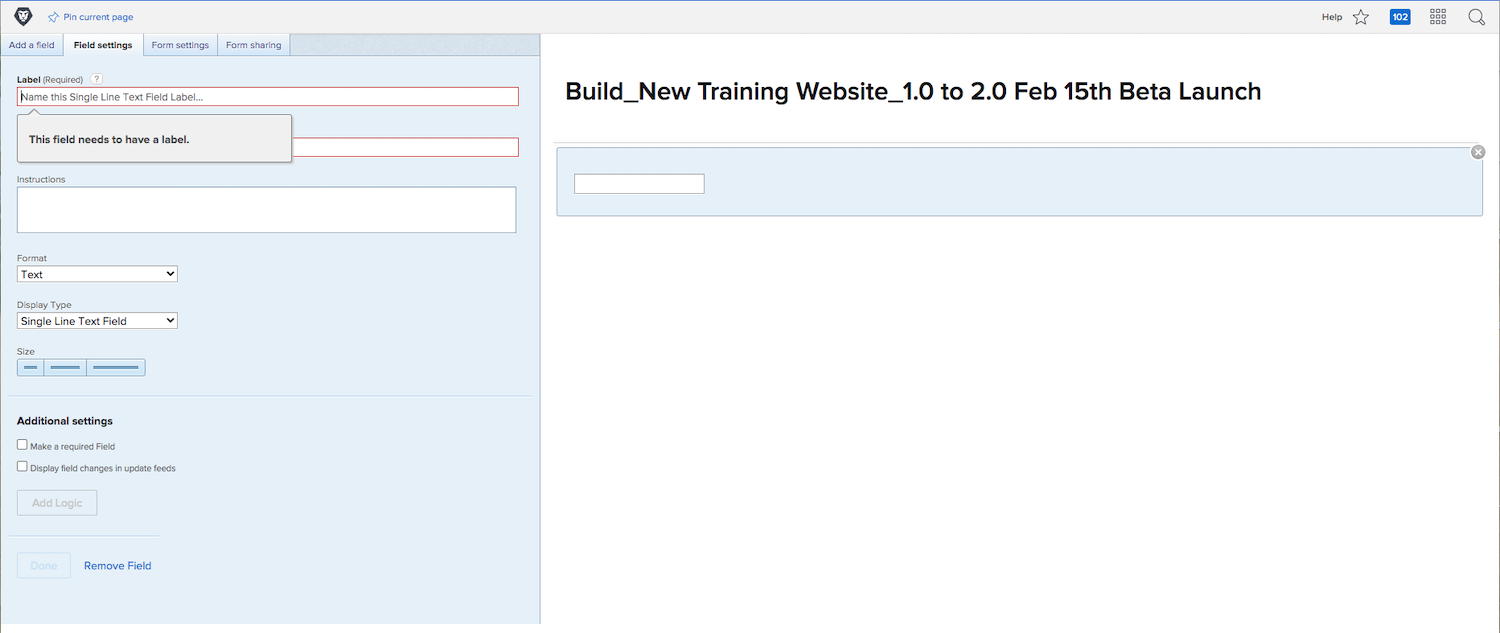 Pin current page
Help
102
Add a field
Field settings
Form settings
Form sharing
Label (Required) ?
Name this Single Line Text Field Label...
This field needs to have a label.
Instructions
Format
Text
Display Type
Single Line Text Field
Size
Additional settings
Make a required Field
Display field changes in update feeds
Add Logic
Done
Remove Field
Build_New Training Website_1.0 to 2.0 Feb 15th Beta Launch